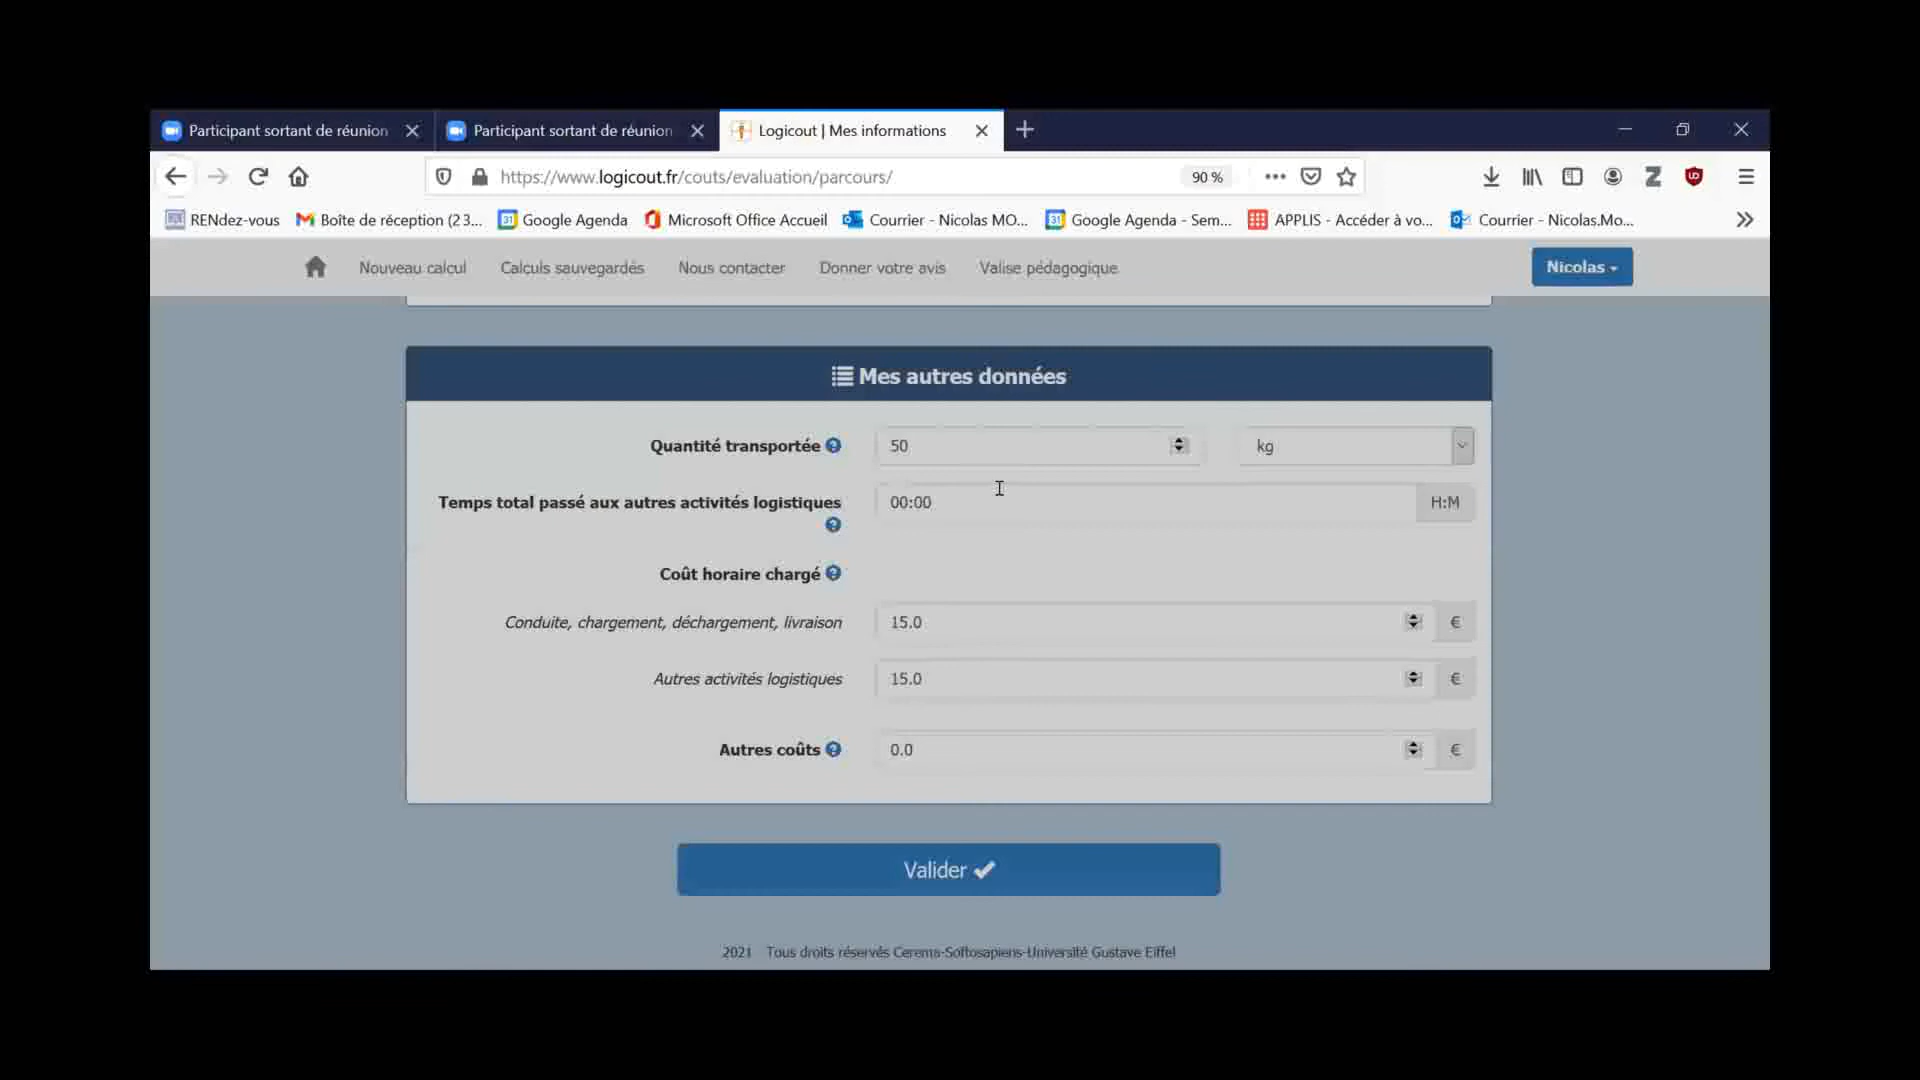 Participant sortant de réunion
Participant sortant de réunion
Logicout | Mes informations
https://www.logicout.fr/couts/evaluation/parcours/
90 %
RENdez-vous
Boîte de réception (2 3...
Google Agenda
Microsoft Office Accueil
Courrier - Nicolas MO...
Google Agenda - Sem...
APPLIS - Accéder à vo...
Courrier - Nicolas.Mo...
Nouveau calcul
Calculs sauvegardés
Nous contacter
Donner votre avis
Valise pédagogique
Nicolas
Mes autres données
Quantité transportée
50
kg
Temps total passé aux autres activités logistiques
00:00
H:M
Coût horaire chargé
Conduite, chargement, déchargement, livraison
15.0
€
Autres activités logistiques
15.0
€
Autres coûts
0.0
€
Valider
2021 Tous droits réservés Cerema-Softosapiens-Université Gustave Eiffel